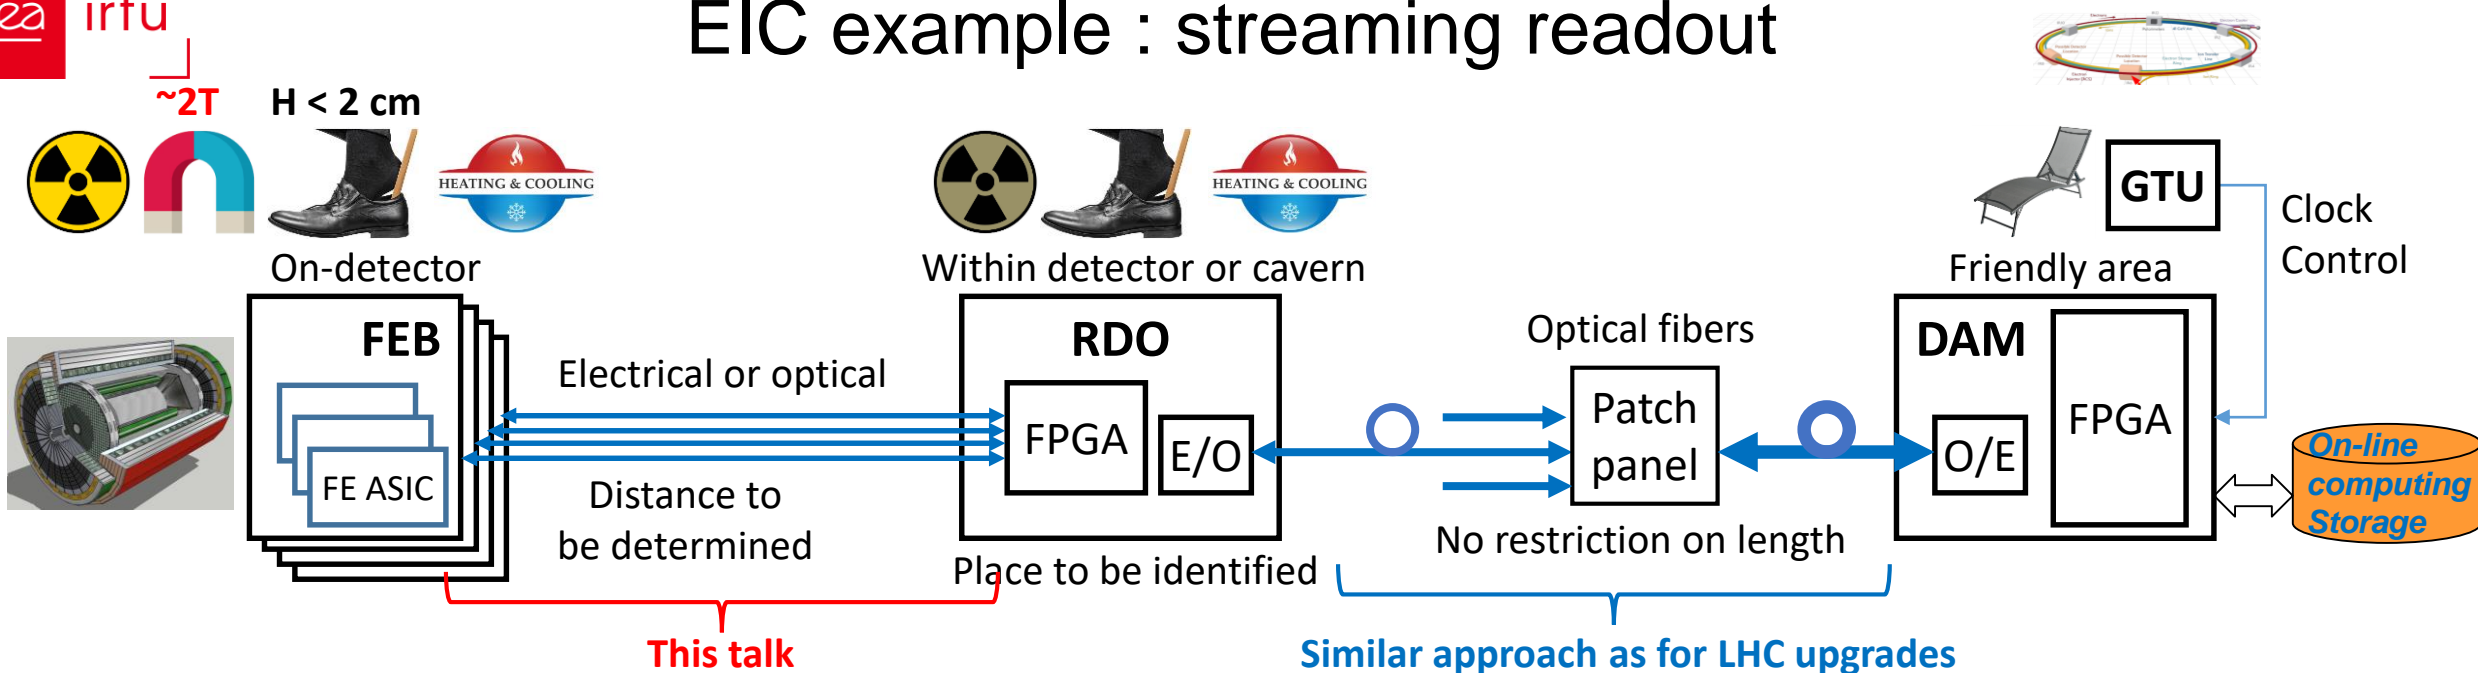 cea irfu
EIC example : streaming readout
~2T
H < 2 cm
HEATING & COOLING
HEATING & COOLING
GTU
Clock
Control
On-detector
Within detector or cavern
Friendly area
FEB
RDO
DAM
Optical fibers
Electrical or optical
FE ASIC
FPGA
E/O
Patch
panel
O/E
FPGA
On-line
computing
Storage
Distance to
be determined
No restriction on length
Place to be identified
This talk
Similar approach as for LHC upgrades